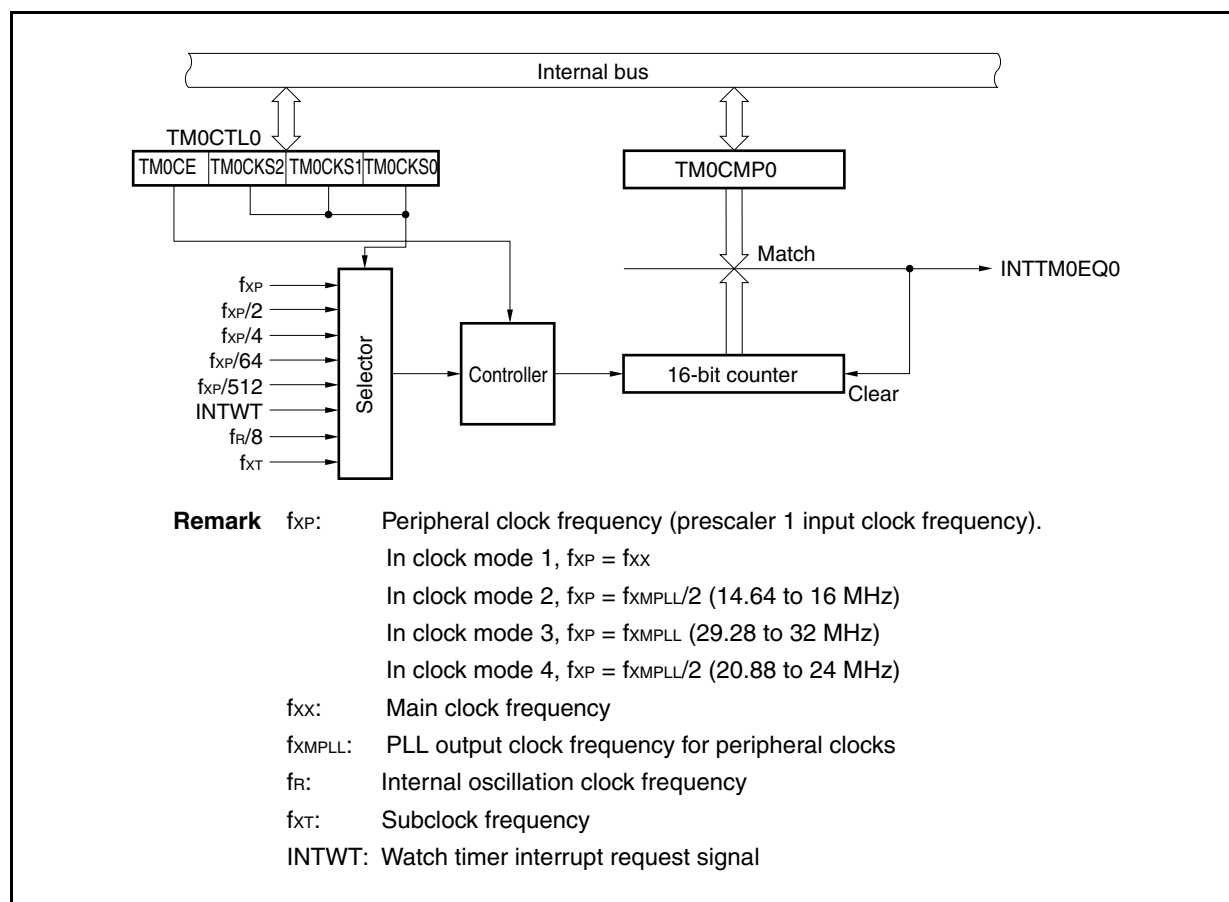 Internal bus
TM0CTL0
TM0CE TM0CKS2 TM0CKS1 TM0CKS0
TM0CMP0
Match
INTTM0EQ0
fXP
fXP/2
fXP/4
fXP/64
fXP/512
INTWT
fR/8
fXT
Selector
Controller
16-bit counter
Clear
Remark fXP: Peripheral clock frequency (prescaler 1 input clock frequency).
In clock mode 1, fXP = fXX
In clock mode 2, fXP = fXMPLL/2 (14.64 to 16 MHz)
In clock mode 3, fXP = fXMPLL (29.28 to 32 MHz)
In clock mode 4, fXP = fXMPLL/2 (20.88 to 24 MHz)
fXX: Main clock frequency
fXMPLL: PLL output clock frequency for peripheral clocks
fR: Internal oscillation clock frequency
fXT: Subclock frequency
INTWT: Watch timer interrupt request signal